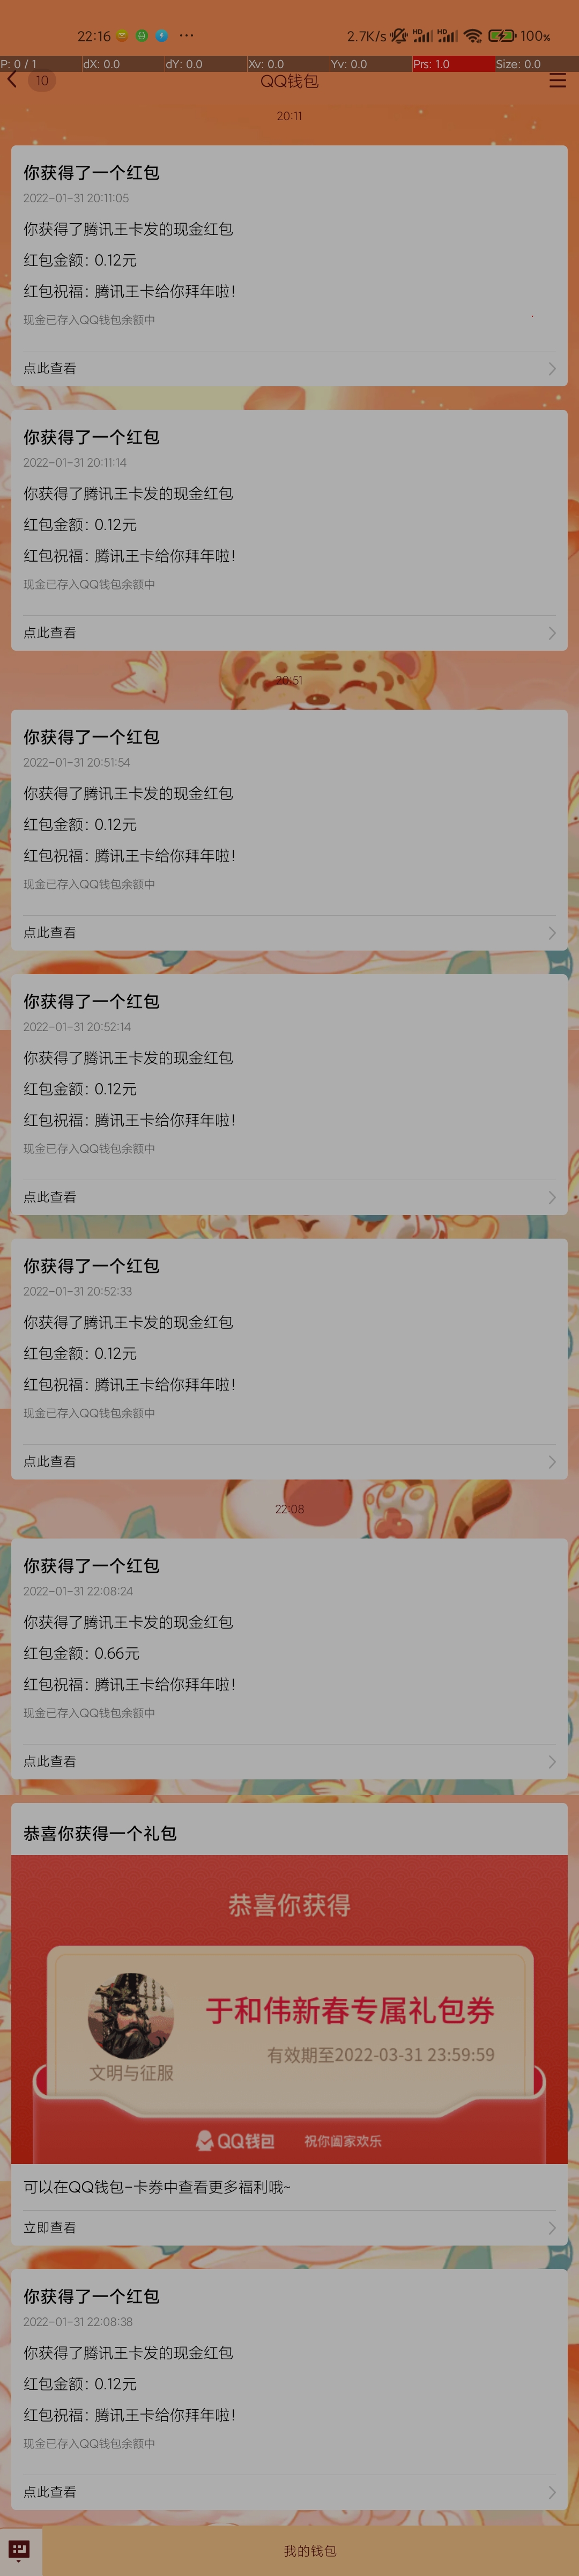 22:16 ··· 2.7K/s HD HD 100%
P: 0 / 1 dX: 0.0 dY: 0.0 Xv: 0.0 Yv: 0.0 Prs: 1.0 Size: 0.0
10 QQ钱包
20:11
你获得了一个红包
2022-01-31 20:11:05
你获得了腾讯王卡发的现金红包
红包金额: 0.12元
红包祝福: 腾讯王卡给你拜年啦!
现金已存入QQ钱包余额中
点此查看
你获得了一个红包
2022-01-31 20:11:14
你获得了腾讯王卡发的现金红包
红包金额: 0.12元
红包祝福: 腾讯王卡给你拜年啦!
现金已存入QQ钱包余额中
点此查看
20:51
你获得了一个红包
2022-01-31 20:51:54
你获得了腾讯王卡发的现金红包
红包金额: 0.12元
红包祝福: 腾讯王卡给你拜年啦!
现金已存入QQ钱包余额中
点此查看
你获得了一个红包
2022-01-31 20:52:14
你获得了腾讯王卡发的现金红包
红包金额: 0.12元
红包祝福: 腾讯王卡给你拜年啦!
现金已存入QQ钱包余额中
点此查看
你获得了一个红包
2022-01-31 20:52:33
你获得了腾讯王卡发的现金红包
红包金额: 0.12元
红包祝福: 腾讯王卡给你拜年啦!
现金已存入QQ钱包余额中
点此查看
22:08
你获得了一个红包
2022-01-31 22:08:24
你获得了腾讯王卡发的现金红包
红包金额: 0.66元
红包祝福: 腾讯王卡给你拜年啦!
现金已存入QQ钱包余额中
点此查看
恭喜你获得一个礼包
恭喜你获得
于和伟新春专属礼包券
有效期至2022-03-31 23:59:59
文明与征服
QQ钱包 祝你阖家欢乐
可以在QQ钱包-卡券中查看更多福利哦~
立即查看
你获得了一个红包
2022-01-31 22:08:38
你获得了腾讯王卡发的现金红包
红包金额: 0.12元
红包祝福: 腾讯王卡给你拜年啦!
现金已存入QQ钱包余额中
点此查看
我的钱包